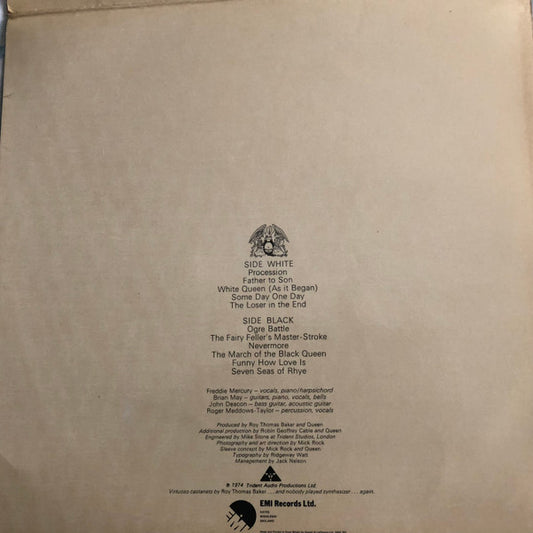 SIDE WHITE
Procession
Father to Son
White Queen (As it Began)
Some Day One Day
The Loser in the End
SIDE BLACK
Ogre Battle
The Fairy Feller's Master-Stroke
Nevermore
The March of the Black Queen
Funny How Love Is
Seven Seas of Rhye
Freddie Mercury – vocals, piano/harpsichord
Brian May – guitars, piano, vocals, bells
John Deacon – bass guitar, acoustic guitar
Roger Meddows-Taylor – percussion, vocals
Produced by Roy Thomas Baker and Queen
Additional production by Robin Geoffrey Cable and Queen
Engineered by Mike Stone at Trident Studios, London
Photography and art direction by Mick Rock
Sleeve concept by Mick Rock and Queen
Typography by Ridgeway Watt
Management by Jack Nelson
℗ 1974 Trident Audio Productions Ltd
Virtuoso castanets by Roy Thomas Baker ... and nobody played synthesizer ... again.
EMI
EMI Records Ltd.
HAYES
MIDDLESEX
ENGLAND